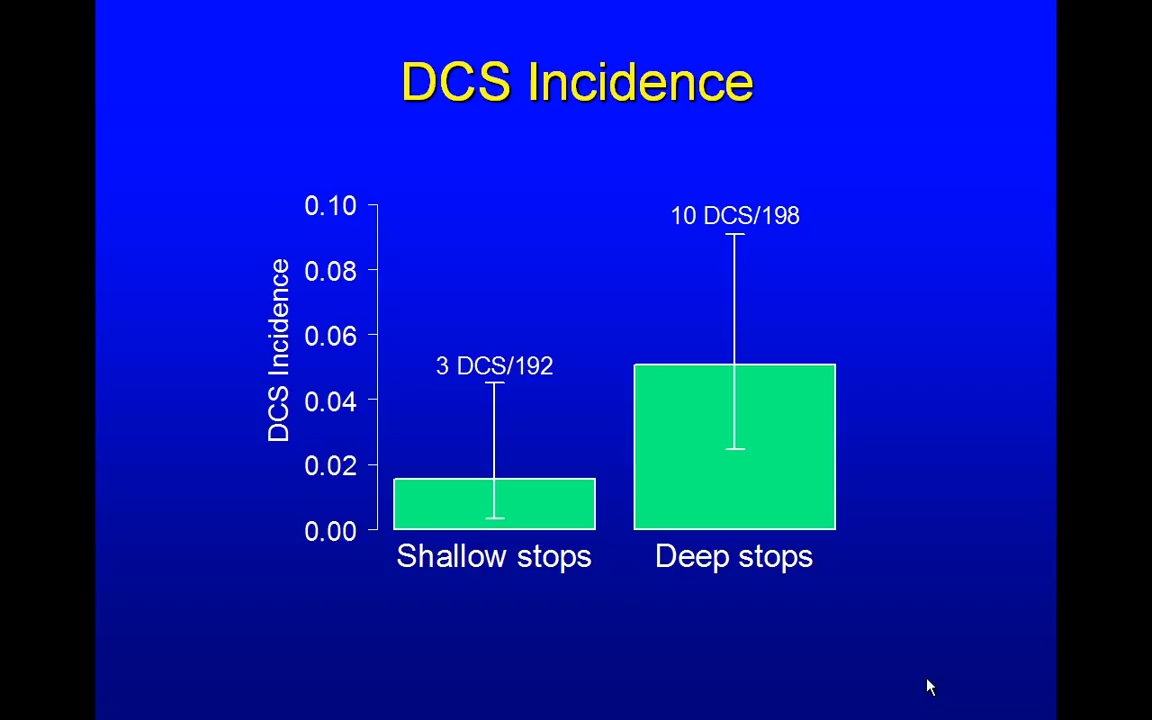 DCS Incidence
0.10
0.08
0.06
0.04
0.02
0.00
DCS Incidence
3 DCS/192
10 DCS/198
Shallow stops
Deep stops